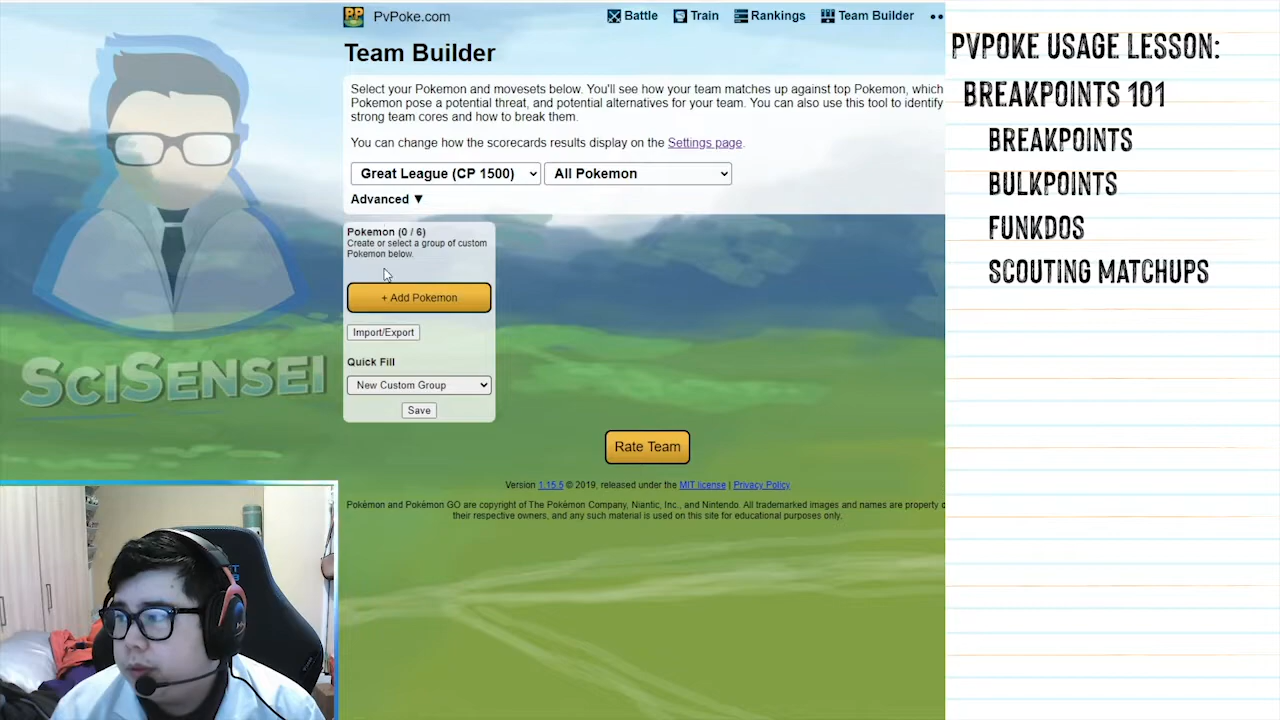 PvPoke.com
Battle
Train
Rankings
Team Builder
Team Builder
Select your Pokemon and movesets below. You'll see how your team matches up against top Pokemon, which
Pokemon pose a potential threat, and potential alternatives for your team. You can also use this tool to identify
strong team cores and how to break them.
You can change how the scorecards results display on the Settings page.
Great League (CP 1500)
All Pokemon
Advanced ▼
Pokemon (0 / 6)
Create or select a group of custom
Pokemon below.
+ Add Pokemon
Import/Export
Quick Fill
New Custom Group
Save
Rate Team
Version 1.15.5 © 2019, released under the MIT license | Privacy Policy
Pokémon and Pokémon GO are copyright of The Pokémon Company, Niantic, Inc., and Nintendo. All trademarked images and names are property o
their respective owners, and any such material is used on this site for educational purposes only.
SCISENSEI
PVPOKE USAGE LESSON:
BREAKPOINTS 101
BREAKPOINTS
BULKPOINTS
FUNKDOS
SCOUTING MATCHUPS